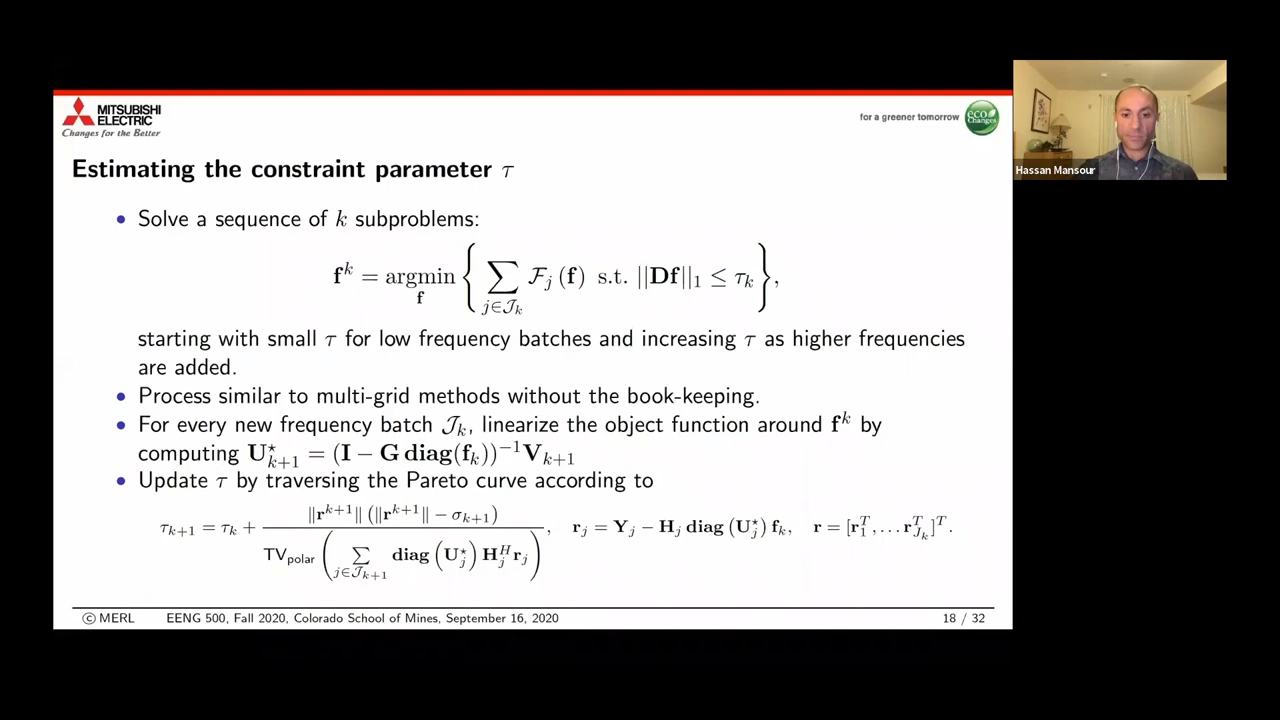 MITSUBISHI
ELECTRIC
Changes for the Better
for a greener tomorrow
eco
Changes
Hassan Mansour
Estimating the constraint parameter τ
• Solve a sequence of k subproblems:
f^k = argmin_f { ∑_{j∈𝒥_k} ℱ_j (f) s.t. ||Df||_1 ≤ τ_k },
starting with small τ for low frequency batches and increasing τ as higher frequencies
are added.
• Process similar to multi-grid methods without the book-keeping.
• For every new frequency batch 𝒥_k, linearize the object function around f^k by
computing U^⋆_{k+1} = (I − G diag(f_k))^{−1}V_{k+1}
• Update τ by traversing the Pareto curve according to
τ_{k+1} = τ_k + ‖r^{k+1}‖ (‖r^{k+1}‖ − σ_{k+1}) / TV_polar ( ∑_{j∈𝒥_{k+1}} diag (U^⋆_j) H^H_j r_j ), r_j = Y_j − H_j diag (U^⋆_j) f_k, r = [r^T_1, … r^T_{J_k}]^T.
© MERL EENG 500, Fall 2020, Colorado School of Mines, September 16, 2020 18 / 32